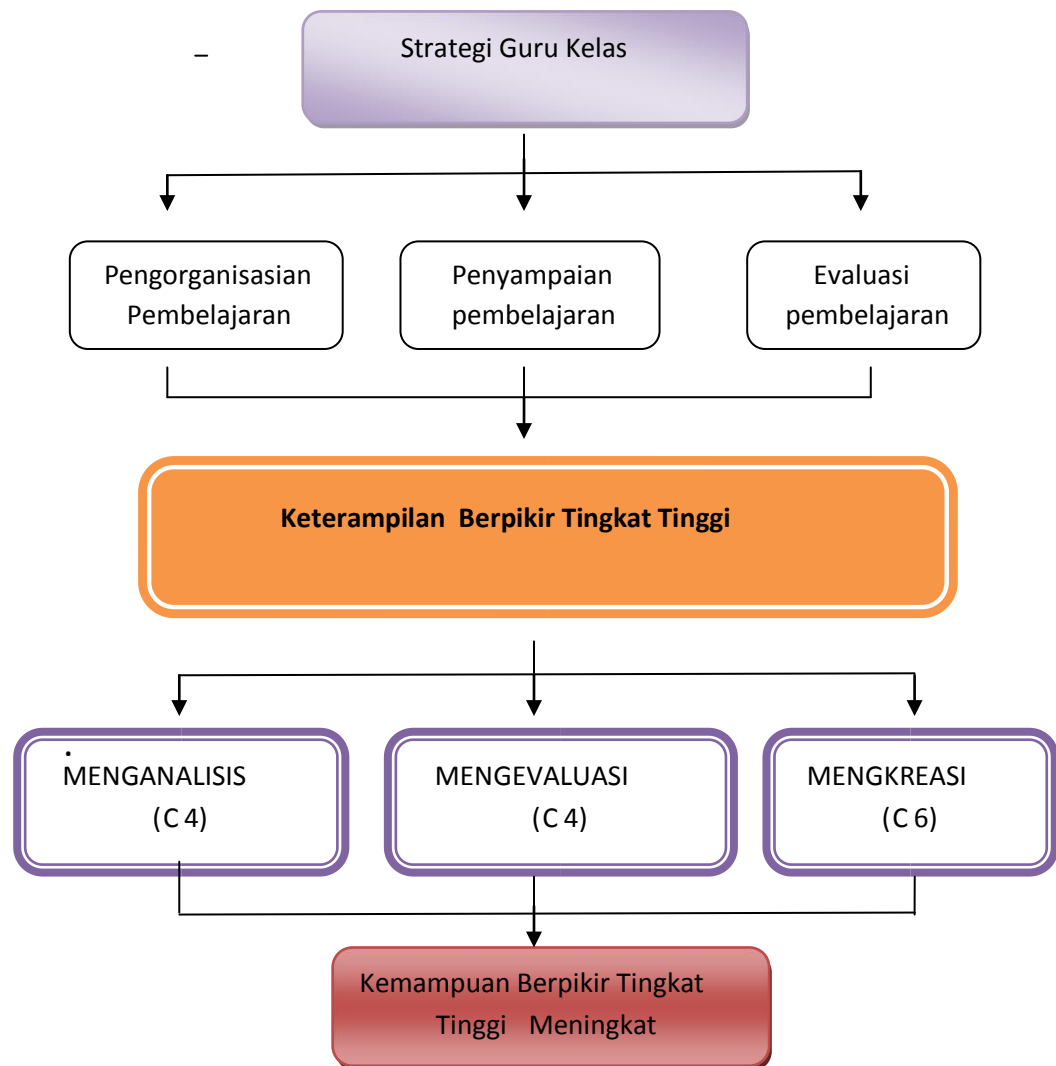 –
Strategi Guru Kelas
Pengorganisasian
Pembelajaran
Penyampaian
pembelajaran
Evaluasi
pembelajaran
Keterampilan Berpikir Tingkat Tinggi
.
MENGANALISIS
(C 4)
MENGEVALUASI
(C 4)
MENGKREASI
(C 6)
Kemampuan Berpikir Tingkat
Tinggi Meningkat